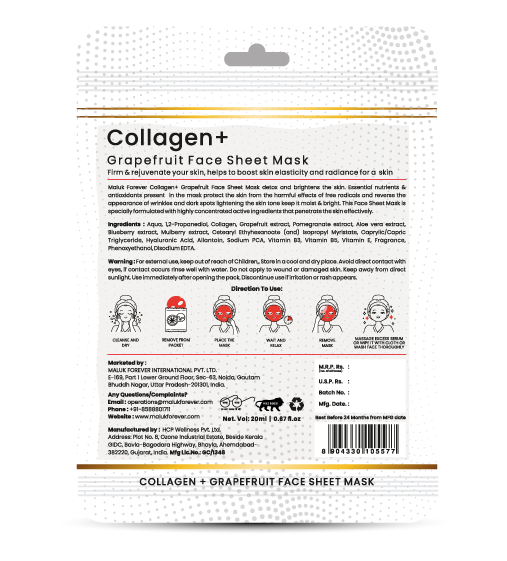 Collagen+
Grapefruit Face Sheet Mask
Firm & rejuvenate your skin, helps to boost skin elasticity and radiance for a skin
Maluk Forever Collagen+ Grapefruit Face Sheet Mask detox and brightens the skin. Essential nutrients &
antioxidants present in the mask protect the skin from the harmful effects of free radicals and reverse the
appearance of wrinkles and dark spots lightening the skin tone keep it moist & bright. This Face Sheet Mask is
specially formulated with highly concentrated active ingredients that penetrate the skin effectively.
Ingredients : Aqua, 1,2-Propanediol, Collagen, Grapefruit extract, Pomegranate extract, Aloe vera extract,
Blueberry extract, Mulberry extract, Cetearyl Ethylhexanoate (and) Isopropyl Myristate, Caprylic/Capric
Triglyceride, Hyaluronic Acid, Allantoin, Sodium PCA, Vitamin B3, Vitamin B5, Vitamin E, Fragrance,
Phenoxyethanol, Disodium EDTA.
Warning : For external use, keep out of reach of Children,. Store in a cool and dry place. Avoid direct contact with
eyes, if contact occurs rinse well with water. Do not apply to wound or damaged skin. Keep away from direct
sunlight. Use immediately after opening the pack. Discontinue use if irritation or rash appears.
Direction To Use:
CLEANSE AND
DRY
REMOVE FROM
PACKET
PLACE THE
MASK
WAIT AND
RELAX
REMOVE
MASK
MASSAGE EXCESS SERUM
OR WIPE IT WITH CLOTH OR
WASH FACE THOROUGHLY
Marketed by :
MALUK FOREVER INTERNATIONAL PVT. LTD.
E-169, Part 1 Lower Ground Floor, Sec-63, Noida, Gautam
Bhuddh Nagar, Uttar Pradesh-201301, India.
Any Questions/Complaints?
Email : operations@malukforever.com
Phone : +91-8588801711
Website : www.malukforever.com
Net. Vol: 20ml | 0.67 fl.oz
Manufactured by : HCP Wellness Pvt. Ltd.
Address: Plot No. 8, Ozone Industrial Estate, Beside Kerala
GIDC, Bavla-Bagodara Highway, Bhayla, Ahemdabad-
382220, Gujarat, India. Mfg Lic.No.: GC/1346
M.R.P. Rs. :
U.S.P. Rs. :
Batch No. :
Mfg. Date. :
Best Before 24 Months from MFG date
8 904330 105577
COLLAGEN + GRAPEFRUIT FACE SHEET MASK